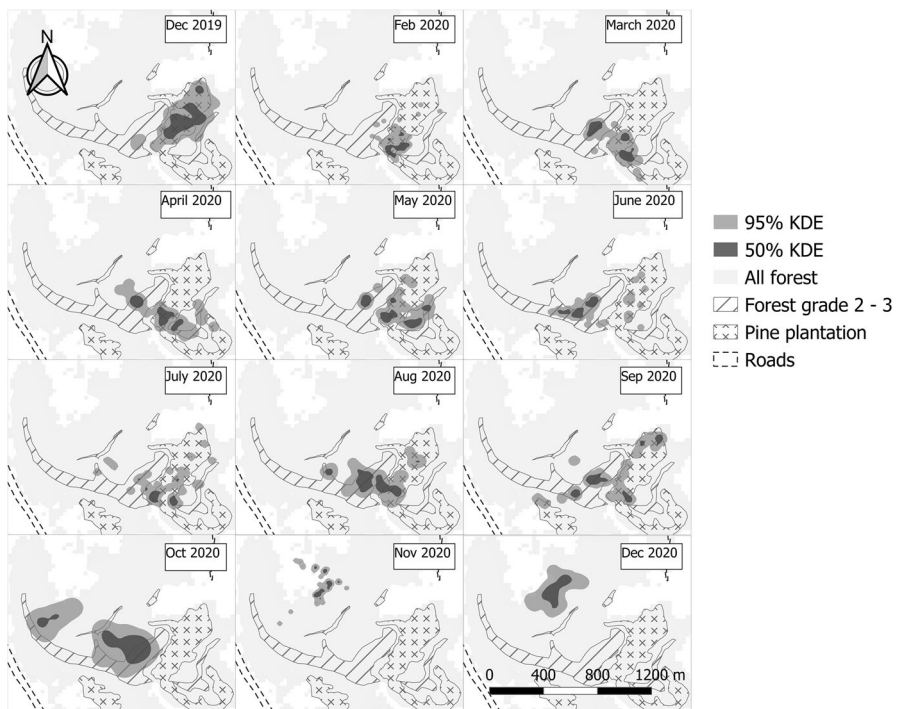 Dec 2019
Feb 2020
March 2020
N
April 2020
May 2020
June 2020
95% KDE
50% KDE
All forest
Forest grade 2 - 3
Pine plantation
Roads
July 2020
Aug 2020
Sep 2020
Oct 2020
Nov 2020
Dec 2020
0 400 800 1200 m